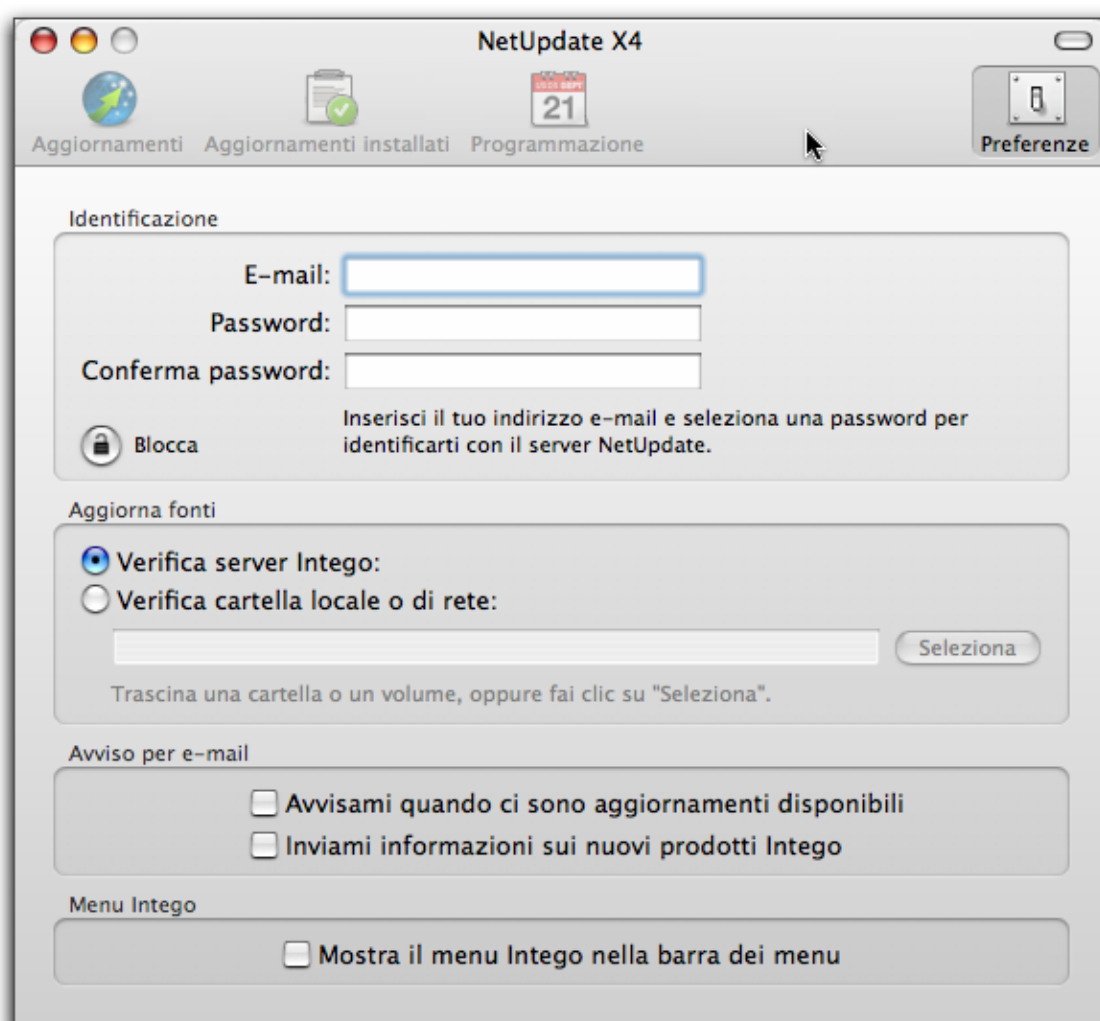 NetUpdate X4
21
Aggiornamenti Aggiornamenti installati Programmazione Preferenze
Identificazione
E-mail:
Password:
Conferma password:
Inserisci il tuo indirizzo e-mail e seleziona una password per
identificarti con il server NetUpdate.
Blocca
Aggiorna fonti
Verifica server Intego:
Verifica cartella locale o di rete:
Seleziona
Trascina una cartella o un volume, oppure fai clic su "Seleziona".
Avviso per e-mail
Avvisami quando ci sono aggiornamenti disponibili
Inviami informazioni sui nuovi prodotti Intego
Menu Intego
Mostra il menu Intego nella barra dei menu